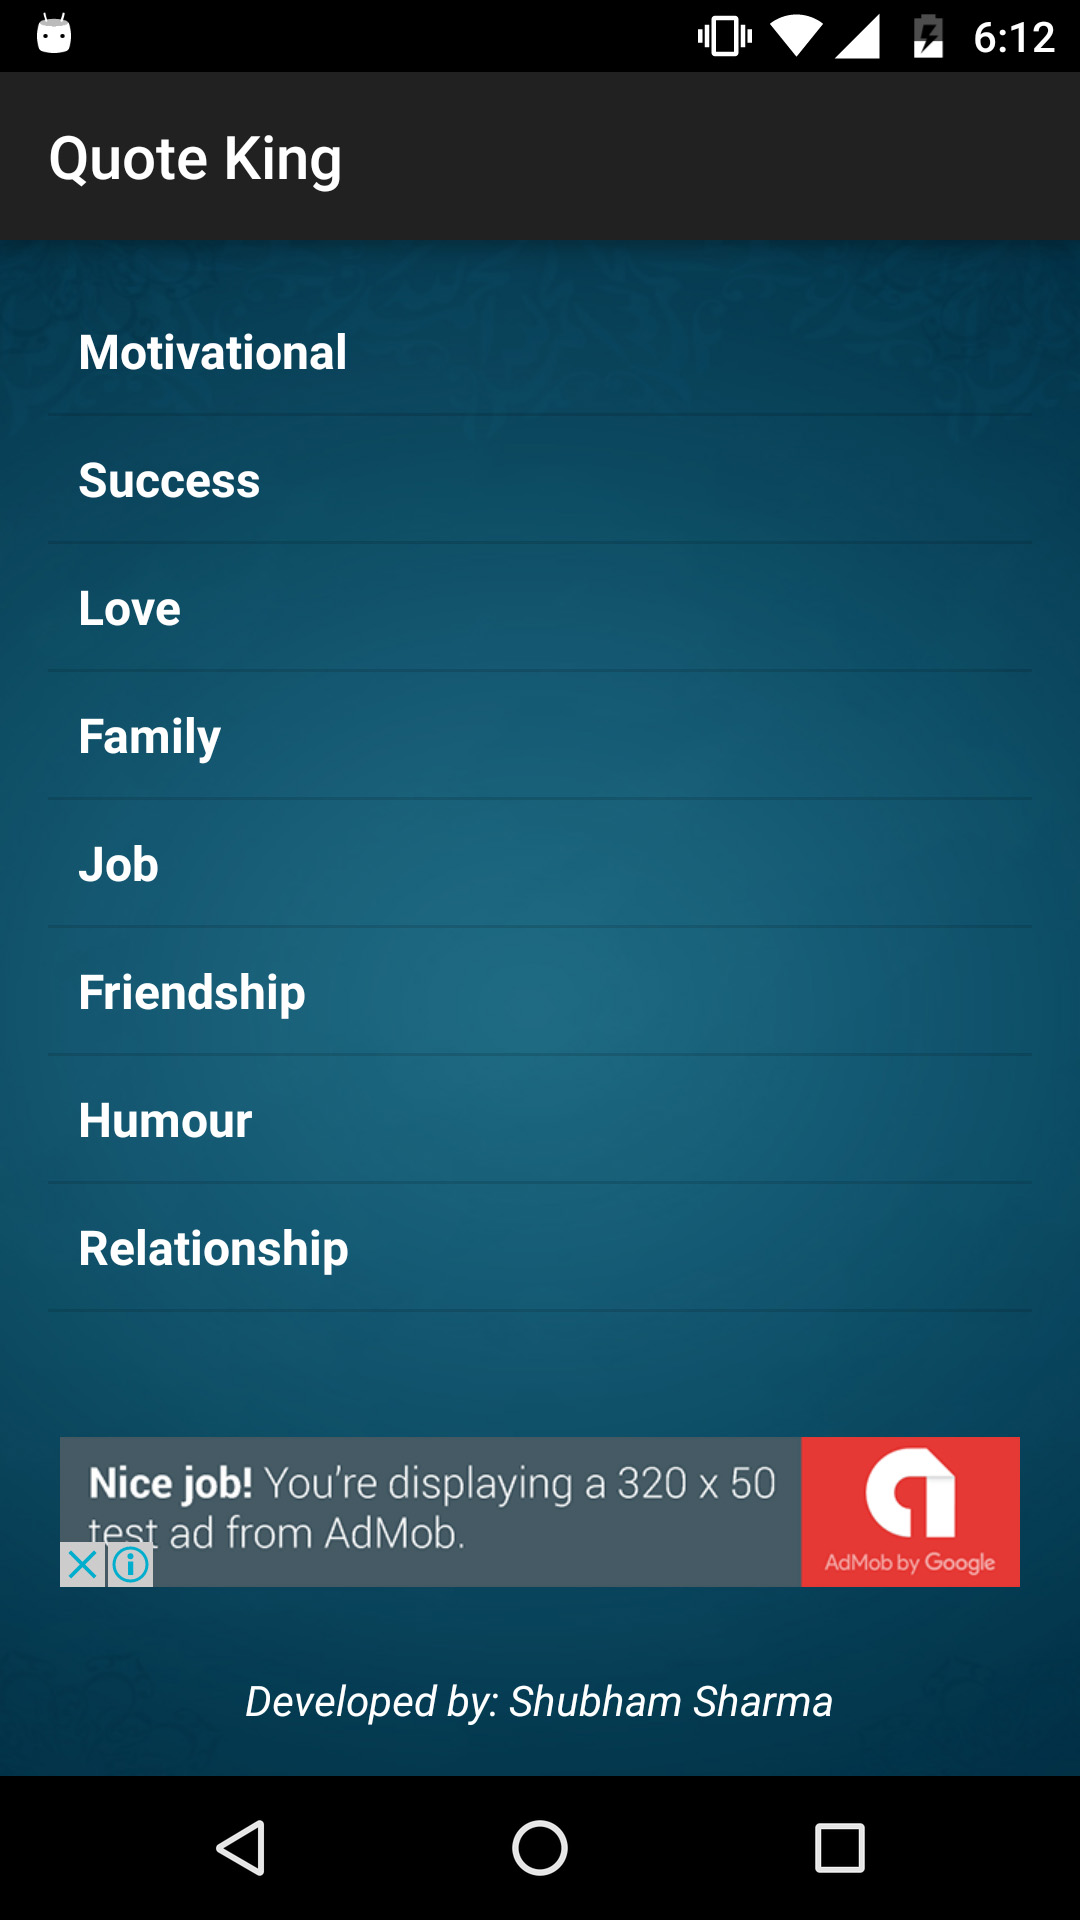 6:12
Quote King
Motivational
Success
Love
Family
Job
Friendship
Humour
Relationship
Nice job! You're displaying a 320 x 50
test ad from AdMob.
AdMob by Google
Developed by: Shubham Sharma